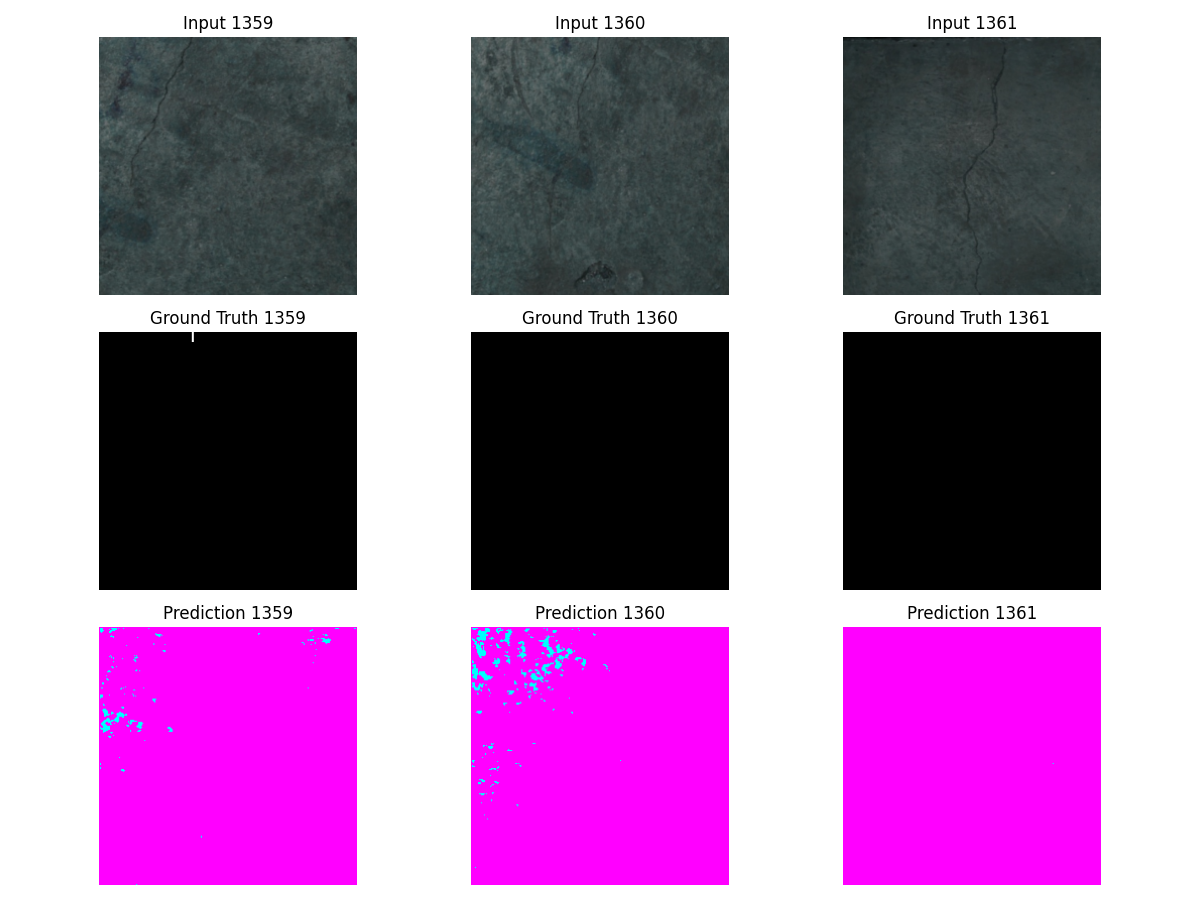 Input 1359
Input 1360
Input 1361
Ground Truth 1359
Ground Truth 1360
Ground Truth 1361
Prediction 1359
Prediction 1360
Prediction 1361